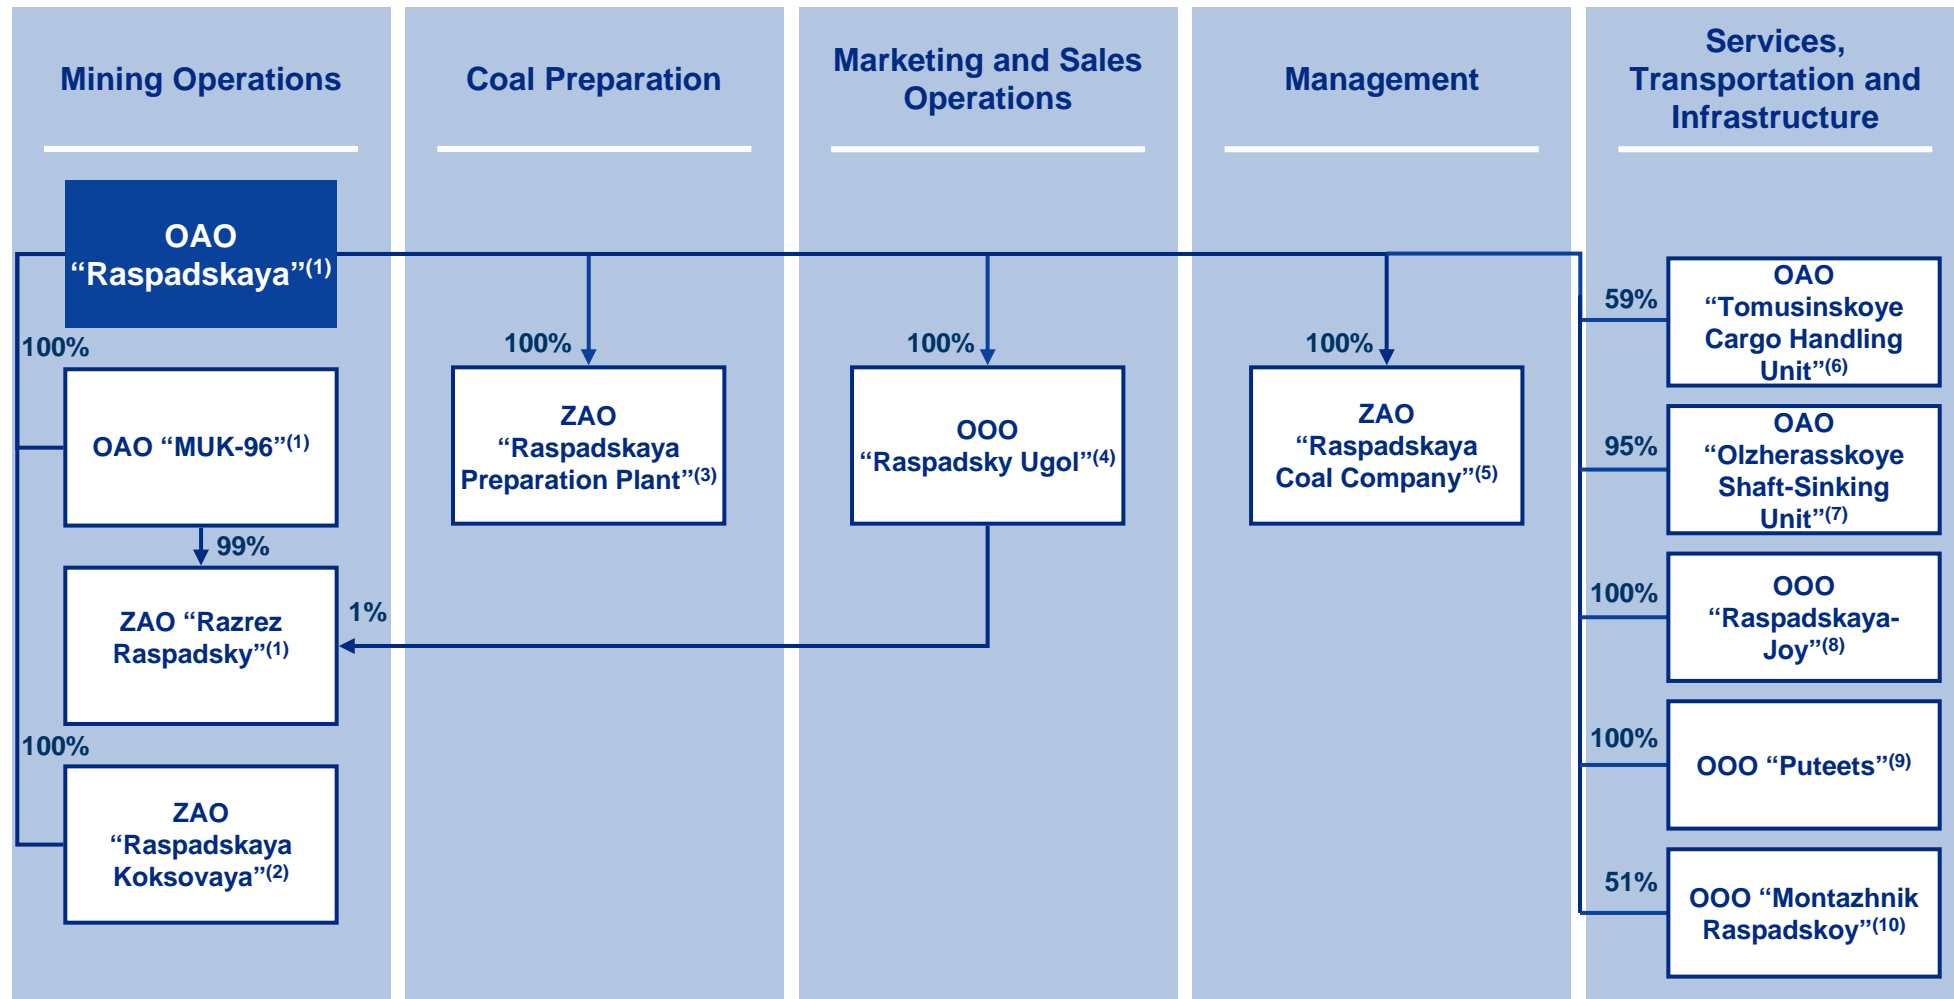 Mining Operations
Coal Preparation
Marketing and Sales
Operations
Management
Services,
Transportation and
Infrastructure
OAO
“Raspadskaya”(1)
100%
OAO “MUK-96”(1)
99%
ZAO “Razrez
Raspadsky”(1)
1%
100%
ZAO
“Raspadskaya
Koksovaya”(2)
100%
ZAO
“Raspadskaya
Preparation Plant”(3)
100%
OOO
“Raspadsky Ugol”(4)
100%
ZAO
“Raspadskaya
Coal Company”(5)
59%
OAO
“Tomusinskoye
Cargo Handling
Unit”(6)
95%
OAO
“Olzherasskoye
Shaft-Sinking
Unit”(7)
100%
OOO
“Raspadskaya-
Joy”(8)
100%
OOO “Puteets”(9)
51%
OOO “Montazhnik
Raspadskoy”(10)